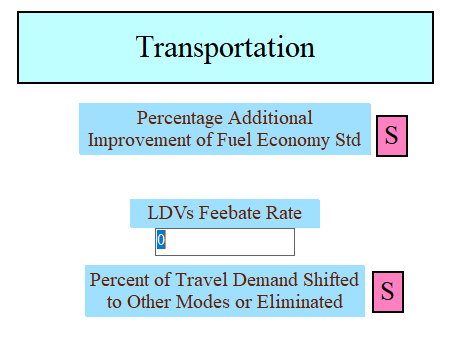 Transportation
Percentage Additional
Improvement of Fuel Economy Std
S
LDVs Feebate Rate
0
Percent of Travel Demand Shifted
to Other Modes or Eliminated
S